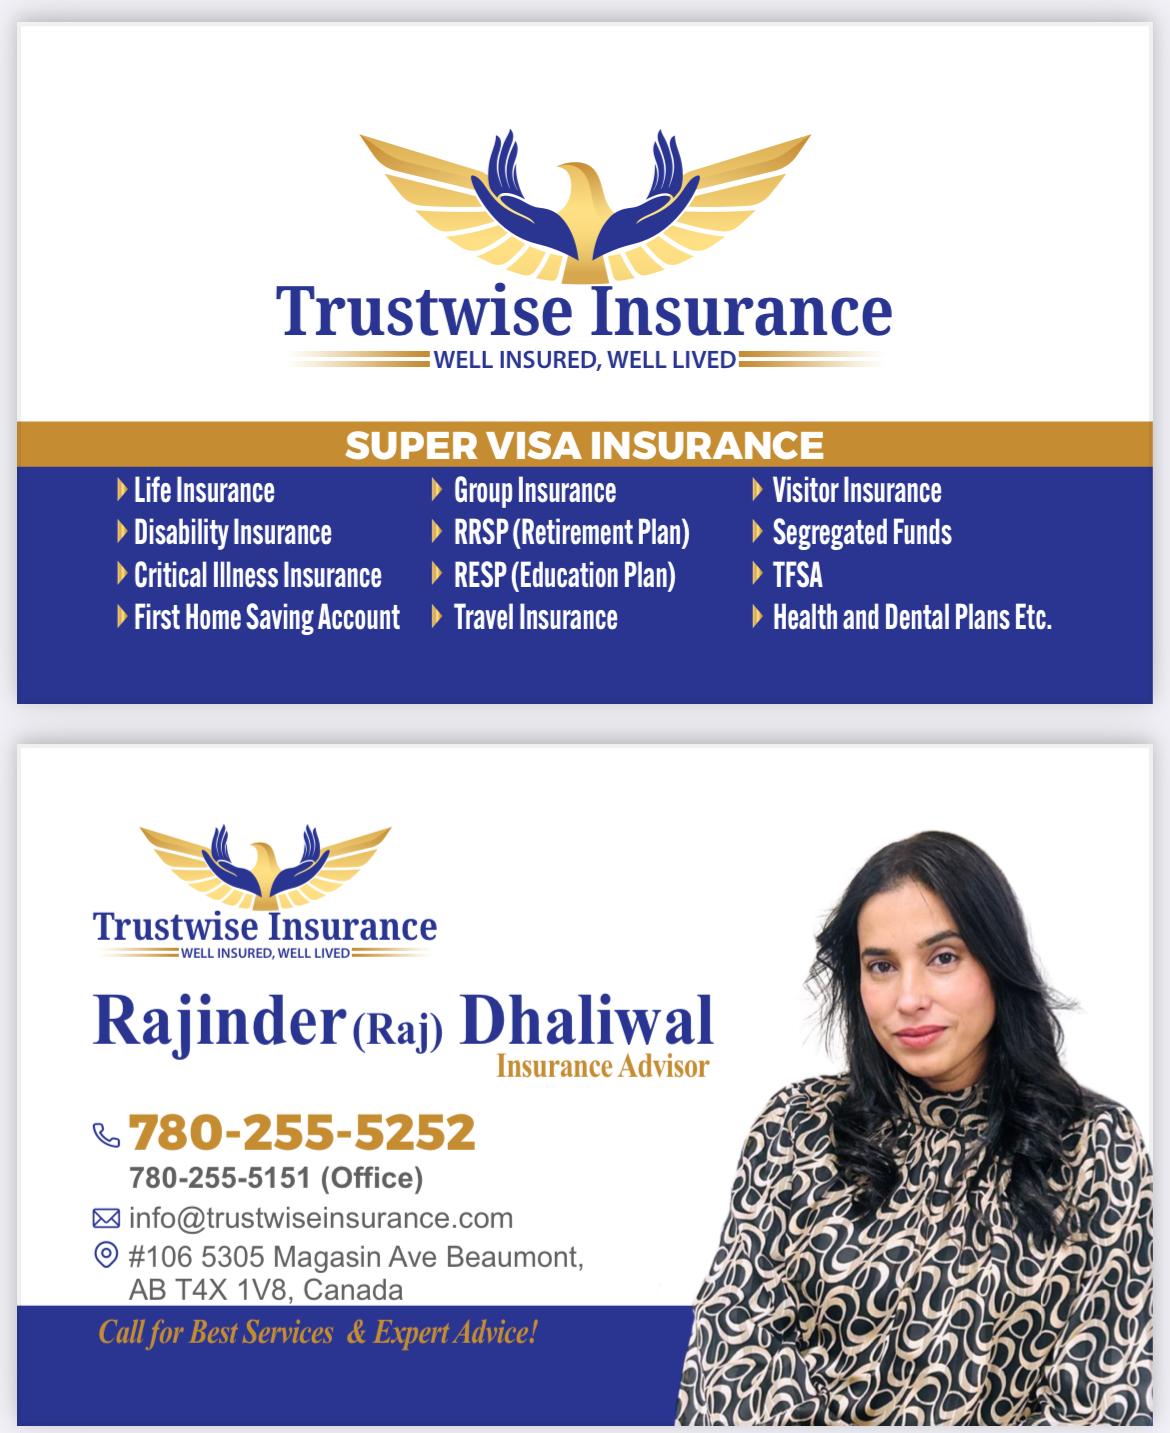 Trustwise Insurance
WELL INSURED, WELL LIVED
SUPER VISA INSURANCE
Life Insurance
Disability Insurance
Critical Illness Insurance
First Home Saving Account
Group Insurance
RRSP (Retirement Plan)
RESP (Education Plan)
Travel Insurance
Visitor Insurance
Segregated Funds
TFSA
Health and Dental Plans Etc.
Trustwise Insurance
WELL INSURED, WELL LIVED
Rajinder (Raj) Dhaliwal
Insurance Advisor
780-255-5252
780-255-5151 (Office)
info@trustwiseinsurance.com
#106 5305 Magasin Ave Beaumont,
AB T4X 1V8, Canada
Call for Best Services & Expert Advice!